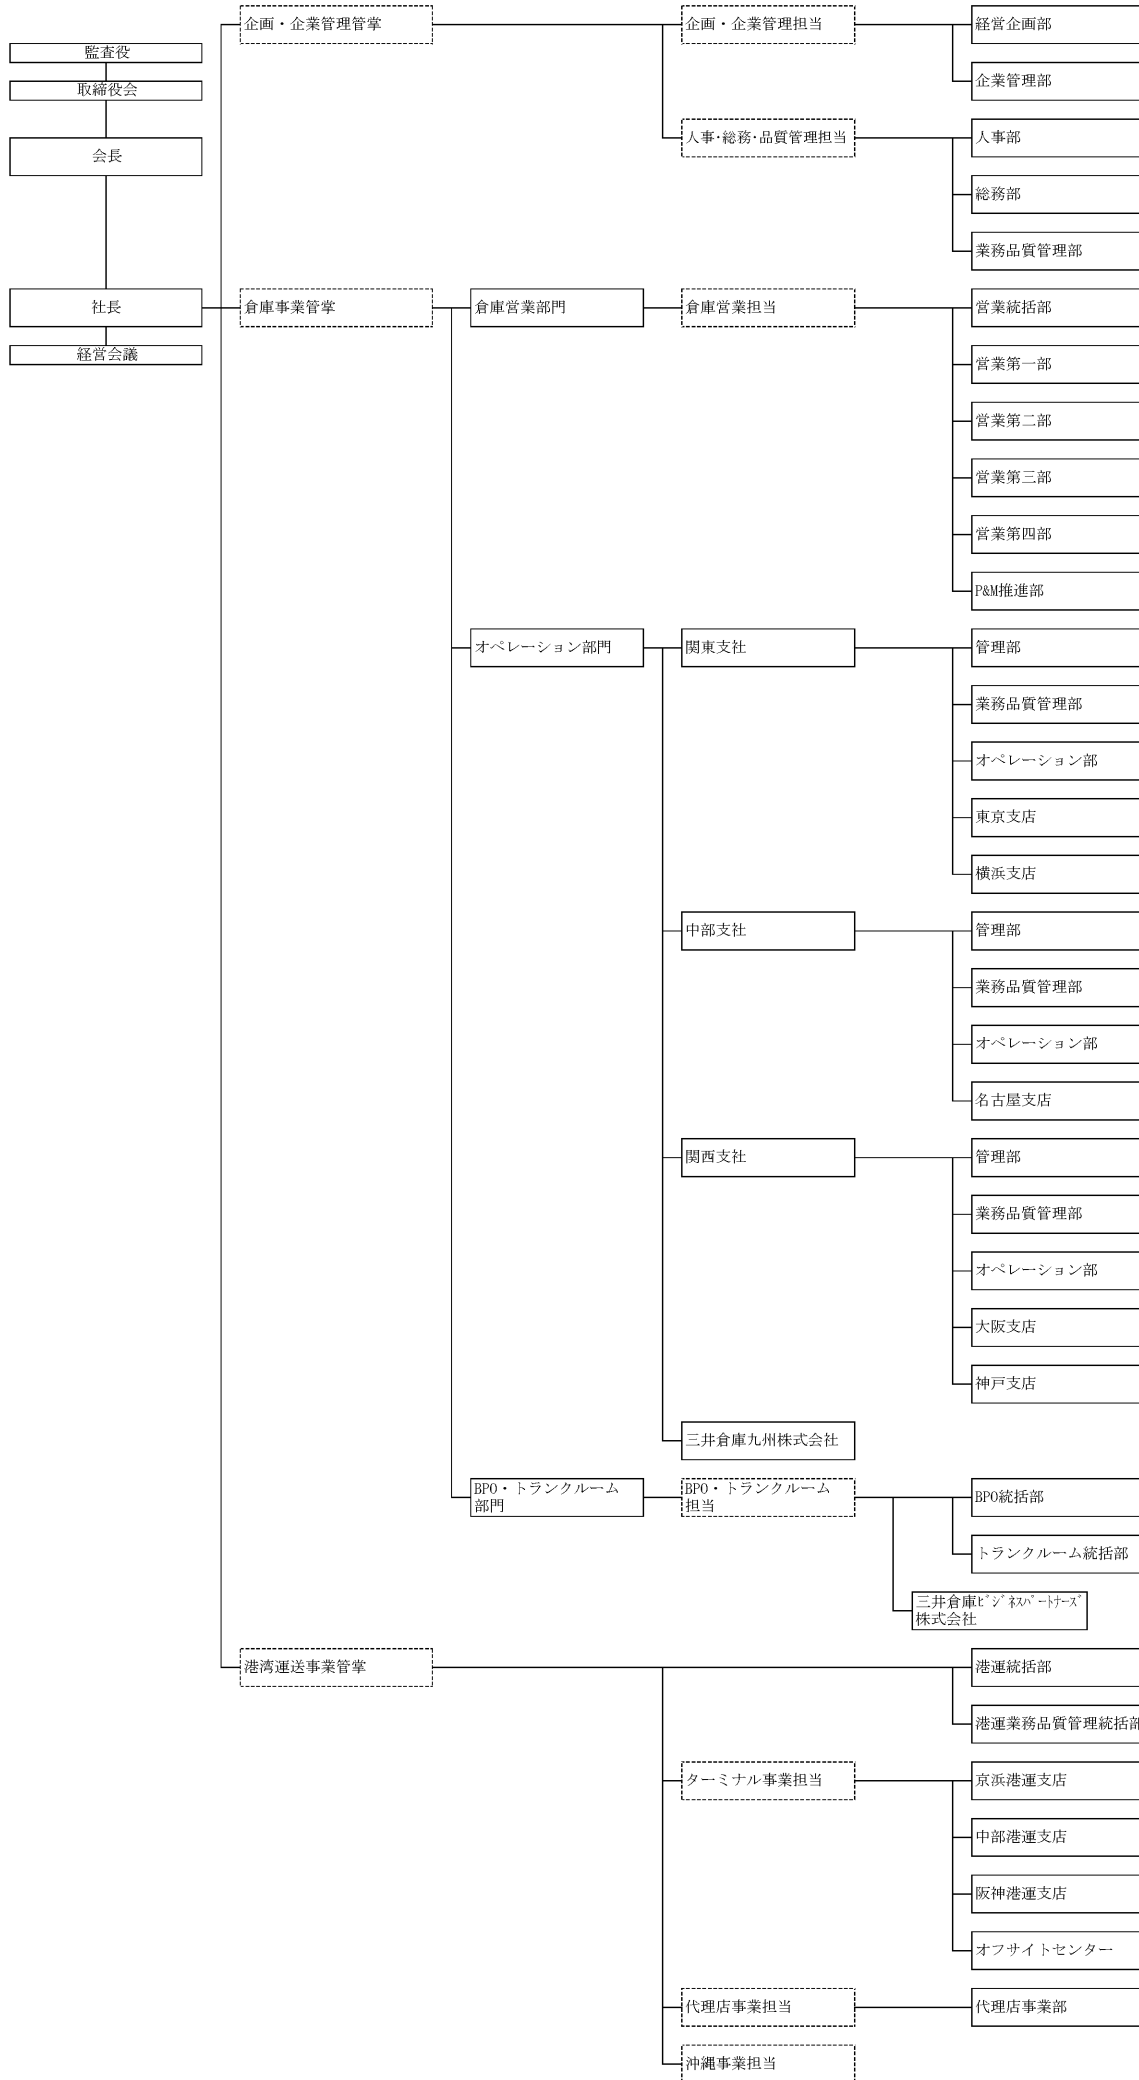 監査役
取締役会
会長
社長
経営会議
企画・企業管理管掌
企画・企業管理担当
経営企画部
企業管理部
人事・総務・品質管理担当
人事部
総務部
業務品質管理部
倉庫事業管掌
倉庫営業部門
倉庫営業担当
営業統括部
営業第一部
営業第二部
営業第三部
営業第四部
P&M推進部
オペレーション部門
関東支社
管理部
業務品質管理部
オペレーション部
東京支店
横浜支店
中部支社
管理部
業務品質管理部
オペレーション部
名古屋支店
関西支社
管理部
業務品質管理部
オペレーション部
大阪支店
神戸支店
三井倉庫九州株式会社
BPO・トランクルーム
部門
BPO・トランクルーム
担当
BPO統括部
トランクルーム統括部
三井倉庫ﾋﾞｼﾞﾈｽﾊﾟｰﾄﾅｰｽﾞ
株式会社
港湾運送事業管掌
港運統括部
港運業務品質管理統括部
ターミナル事業担当
京浜港運支店
中部港運支店
阪神港運支店
オフサイトセンター
代理店事業担当
代理店事業部
沖縄事業担当